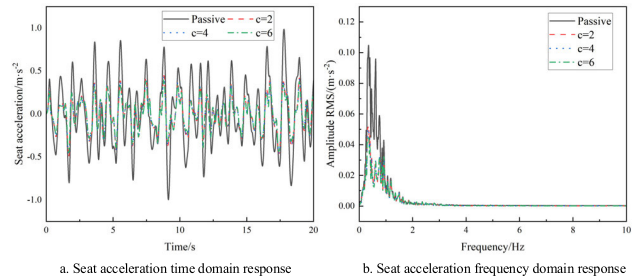 a
Passive
c=2
c=4
c=6
Seat acceleration/m·s⁻²
1.0
0.5
0.0
-0.5
-1.0
0
5
10
15
20
Time/s
a. Seat acceleration time domain response
b
Passive
c=2
c=4
c=6
Amplitude RMS/(m·s⁻²)
0.12
0.10
0.08
0.06
0.04
0.02
0.00
0
2
4
6
8
10
Frequency/Hz
b. Seat acceleration frequency domain response